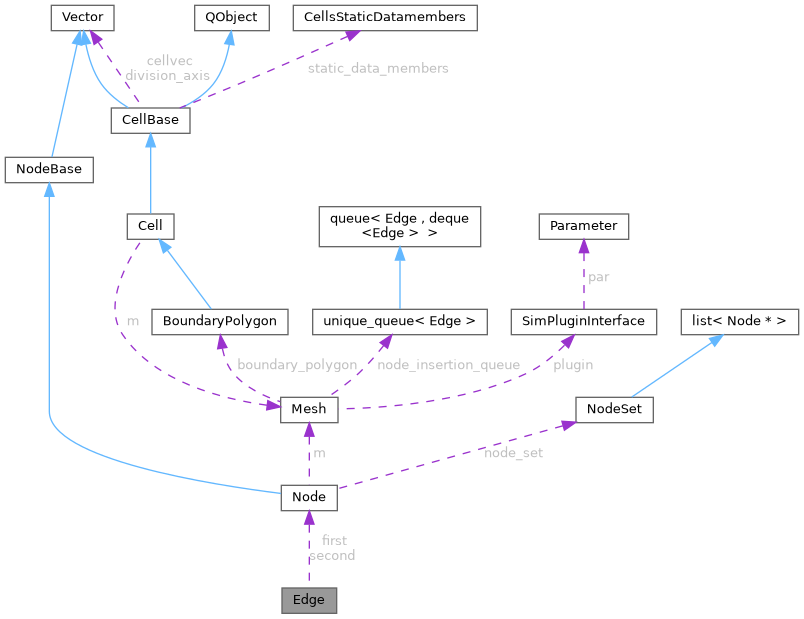 Vector
QObject
CellsStaticDatamembers
cellvec
division_axis
static_data_members
CellBase
NodeBase
queue< Edge , deque
<Edge >  >
Cell
Parameter
par
m
BoundaryPolygon
unique_queue< Edge >
SimPluginInterface
list< Node * >
boundary_polygon
node_insertion_queue
plugin
Mesh
NodeSet
m
node_set
Node
first
second
Edge